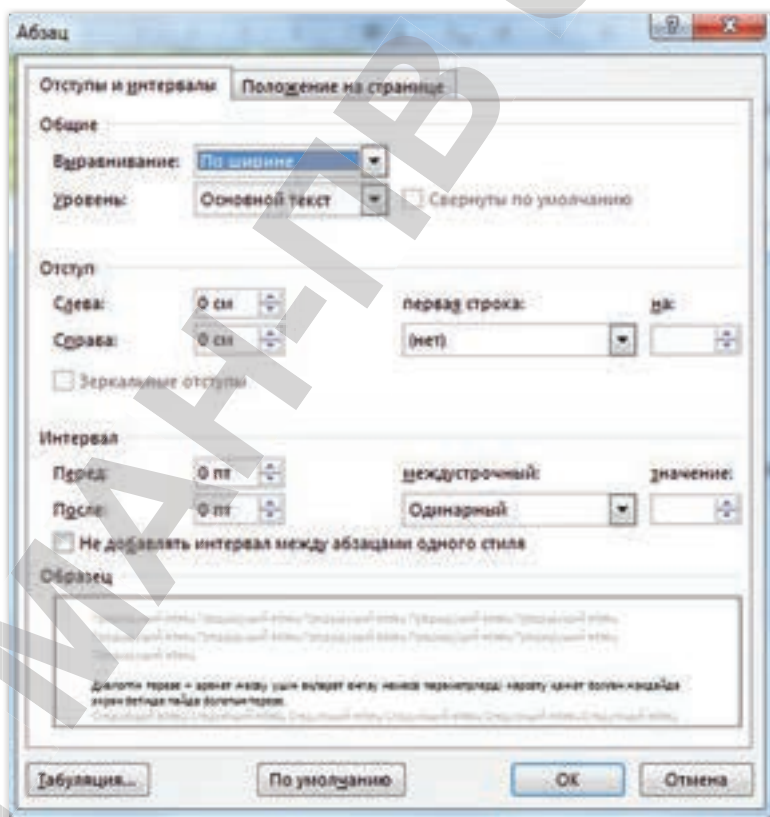 Абзац
Отступы и интервалы Положение на странице
Общие
Выравнивание: По ширине
Уровень: Основной текст Свернуты по умолчанию
Отступ
Слева: 0 см первая строка: на:
Справа: 0 см (нет)
Зеркальные отступы
Интервал
Перед: 0 пт междустрочный: значение:
После: 0 пт Одинарный
Не добавлять интервал между абзацами одного стиля
Образец
Табуляция... По умолчанию ОК Отмена
МАН-ПВ